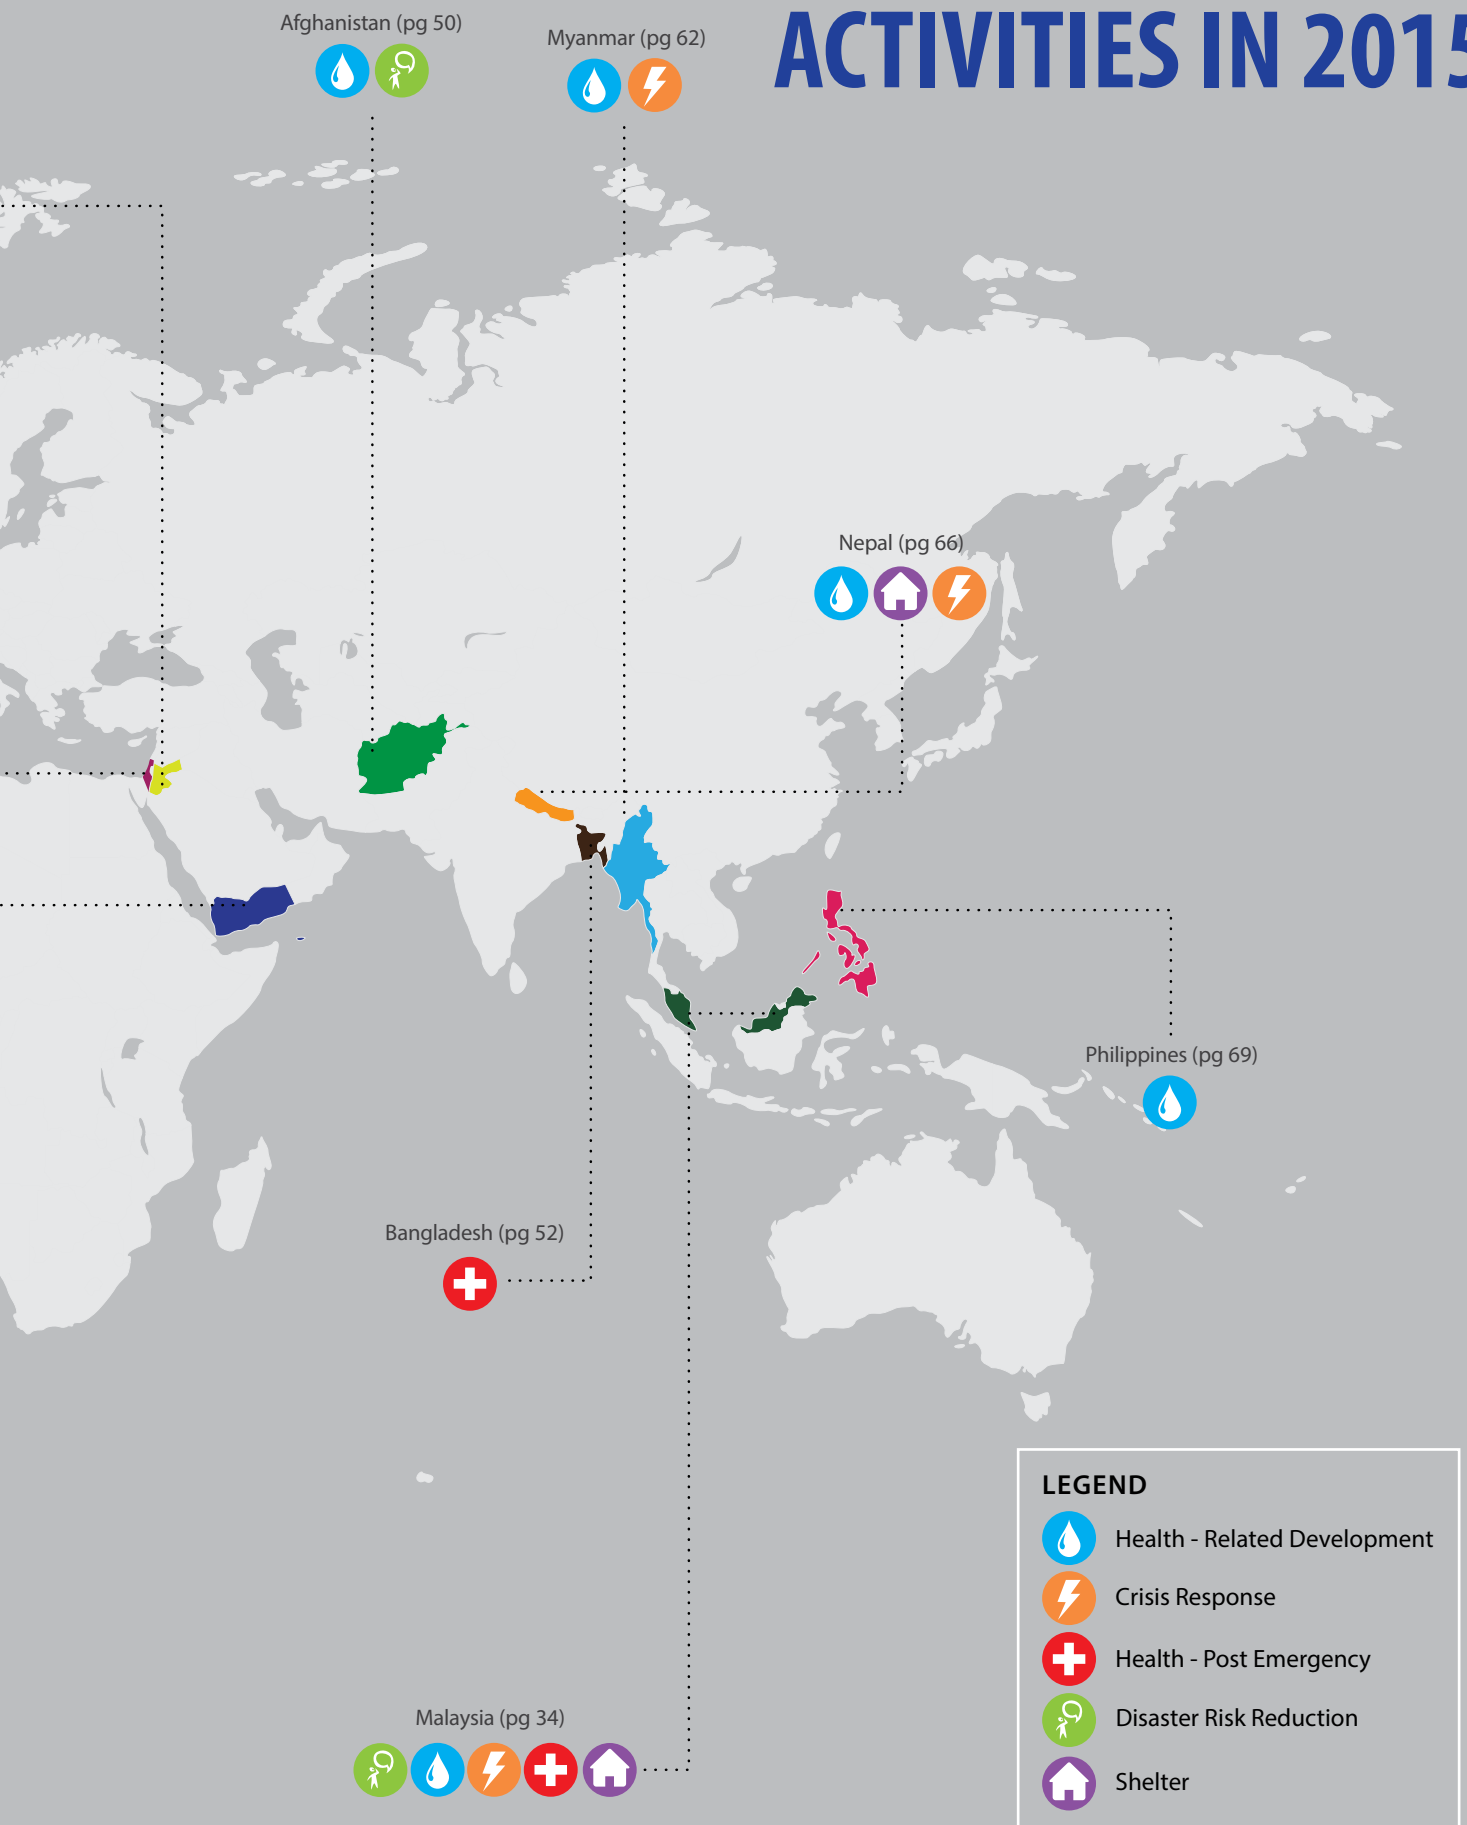 ACTIVITIES IN 2015
Afghanistan (pg 50)
Myanmar (pg 62)
Nepal (pg 66)
Philippines (pg 69)
Bangladesh (pg 52)
Malaysia (pg 34)
LEGEND
Health - Related Development
Crisis Response
Health - Post Emergency
Disaster Risk Reduction
Shelter